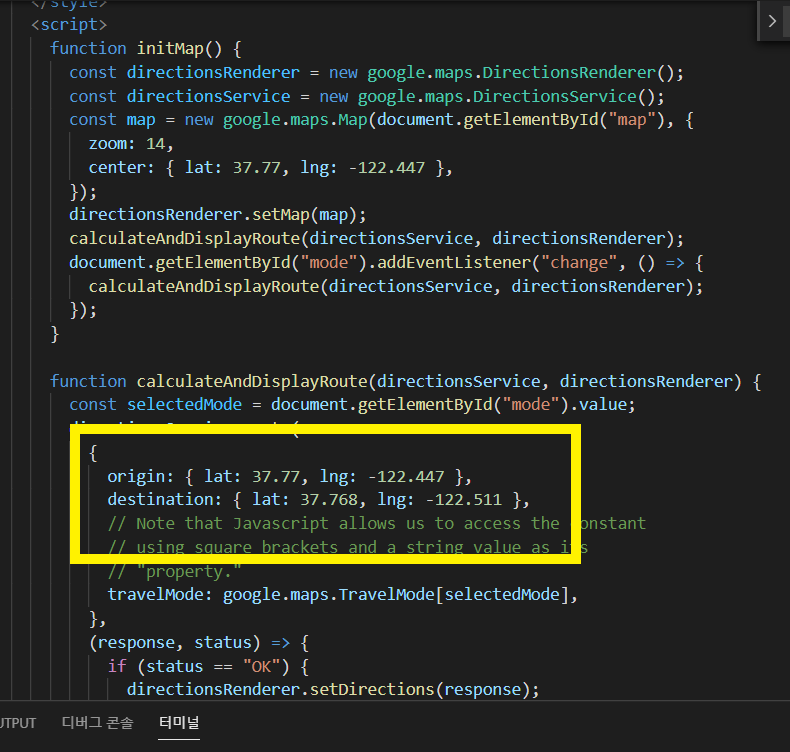 </style>
<script>
function initMap() {
const directionsRenderer = new google.maps.DirectionsRenderer();
const directionsService = new google.maps.DirectionsService();
const map = new google.maps.Map(document.getElementById("map"), {
zoom: 14,
center: { lat: 37.77, lng: -122.447 },
});
directionsRenderer.setMap(map);
calculateAndDisplayRoute(directionsService, directionsRenderer);
document.getElementById("mode").addEventListener("change", () => {
calculateAndDisplayRoute(directionsService, directionsRenderer);
});
}
function calculateAndDisplayRoute(directionsService, directionsRenderer) {
const selectedMode = document.getElementById("mode").value;
{
origin: { lat: 37.77, lng: -122.447 },
destination: { lat: 37.768, lng: -122.511 },
// Note that Javascript allows us to access the constant
// using square brackets and a string value as its
// "property."
travelMode: google.maps.TravelMode[selectedMode],
},
(response, status) => {
if (status == "OK") {
directionsRenderer.setDirections(response);
UTPUT 디버그 콘솔 터미널